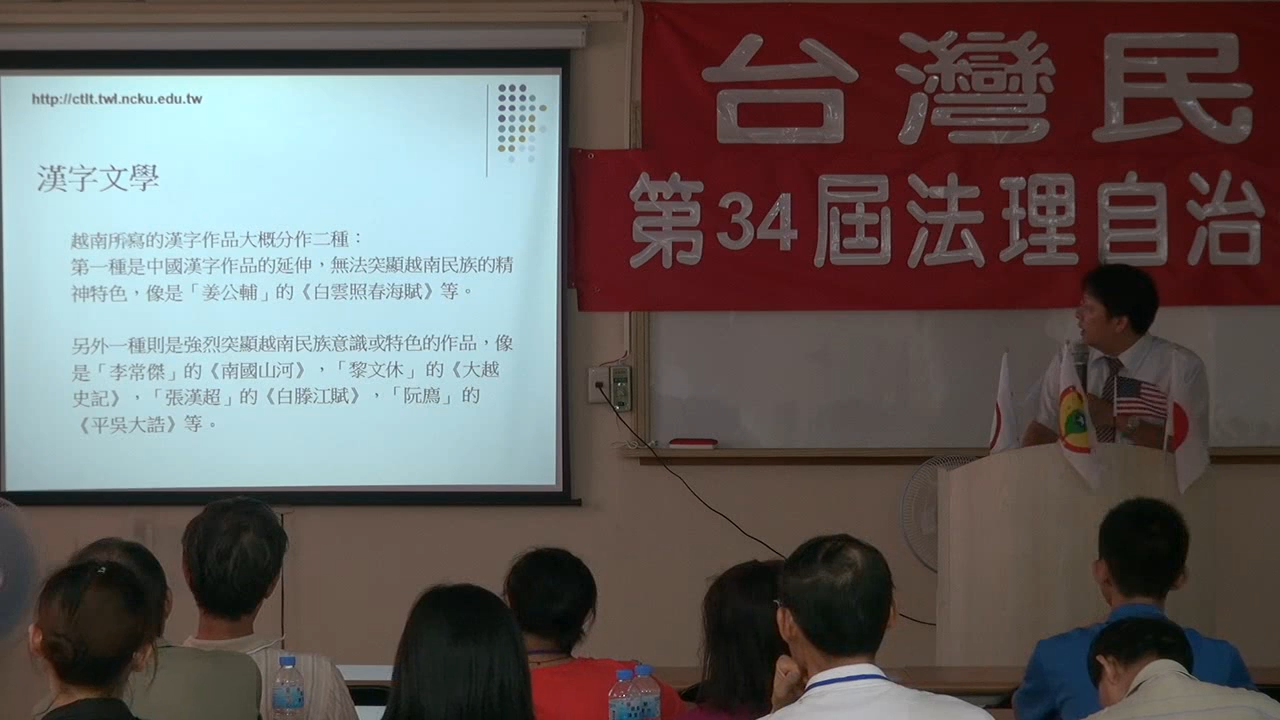 http://ctlt.twl.ncku.edu.tw
漢字文學
越南所寫的漢字作品大概分作二種：
第一種是中國漢字作品的延伸，無法突顯越南民族的精
神特色，像是「姜公輔」的《白雲照春海賦》等。
另外一種則是強烈突顯越南民族意識或特色的作品，像
是「李常傑」的《南國山河》，「黎文休」的《大越
史記》，「張漢超」的《白滕江賦》，「阮廌」的
《平吳大誥》等。
台灣民
第34屆法理自治